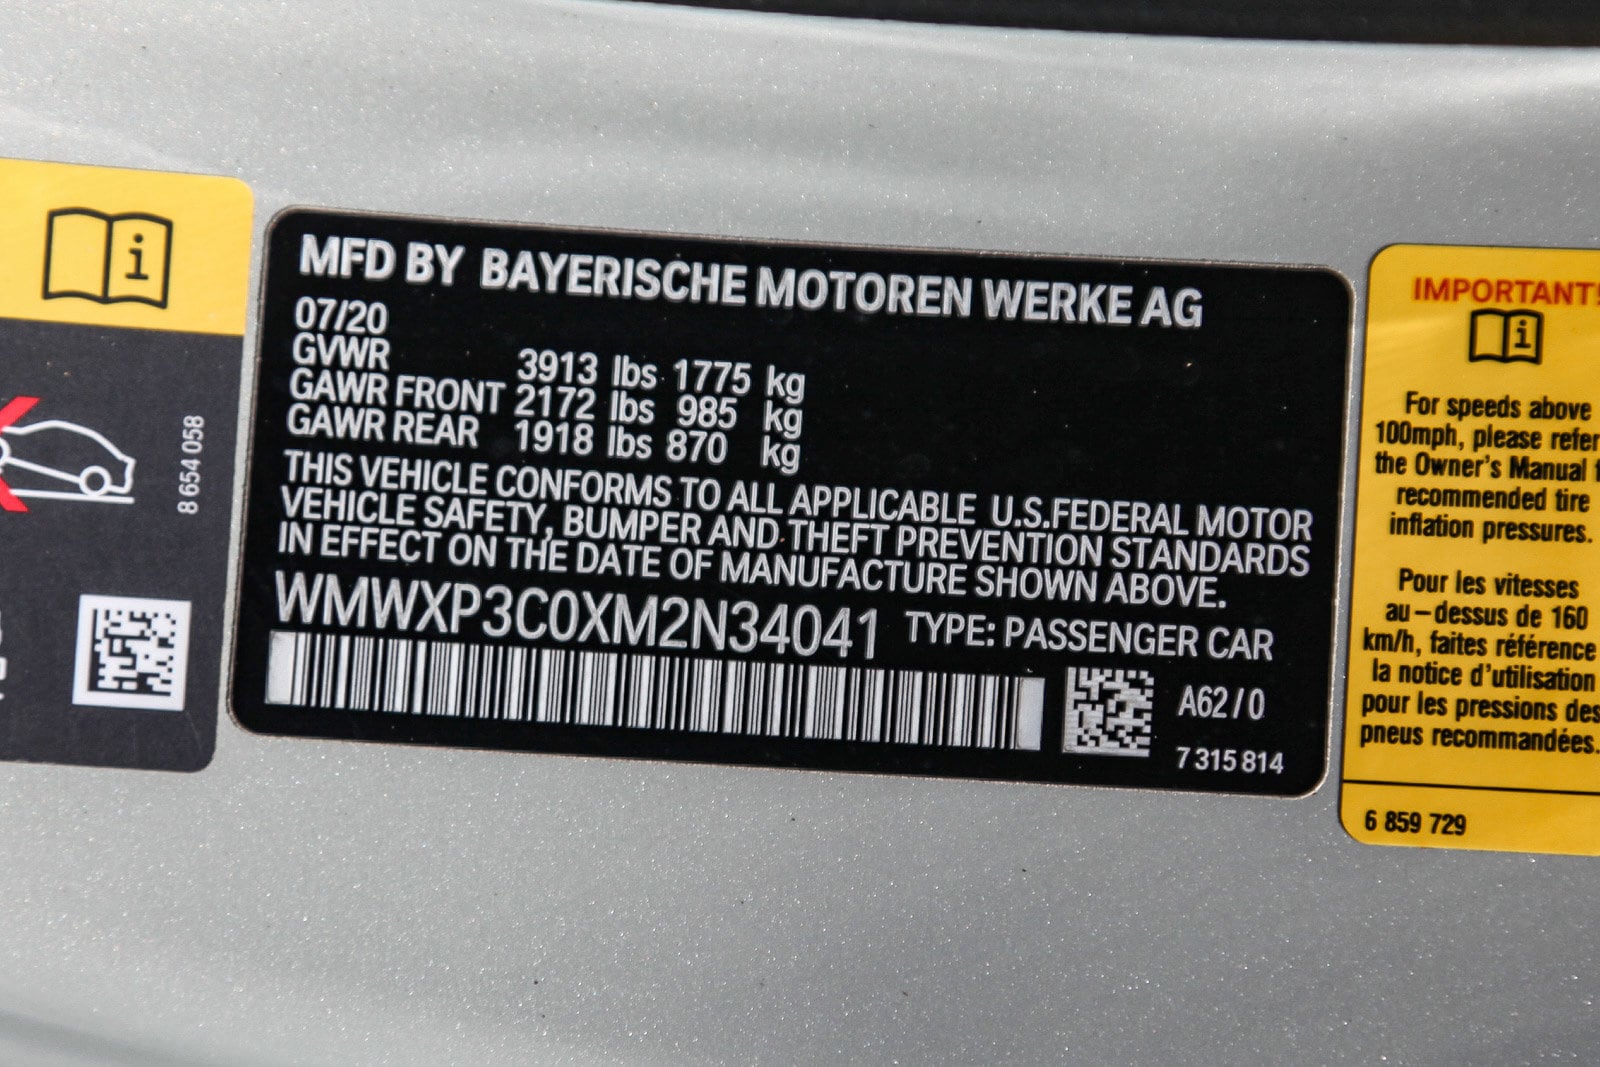 i
8 654 058
MFD BY BAYERISCHE MOTOREN WERKE AG
07/20
GVWR 3913 lbs 1775 kg
GAWR FRONT 2172 lbs 985 kg
GAWR REAR 1918 lbs 870 kg
THIS VEHICLE CONFORMS TO ALL APPLICABLE U.S.FEDERAL MOTOR
VEHICLE SAFETY, BUMPER AND THEFT PREVENTION STANDARDS
IN EFFECT ON THE DATE OF MANUFACTURE SHOWN ABOVE.
WMWXP3C0XM2N34041 TYPE: PASSENGER CAR
A62/0
7 315 814
IMPORTANT!
i
For speeds above
100mph, please refer
the Owner's Manual
recommended tire
inflation pressures.
Pour les vitesses
au-dessus de 160
km/h, faites référence
la notice d'utilisation
pour les pressions des
pneus recommandées.
6 859 729